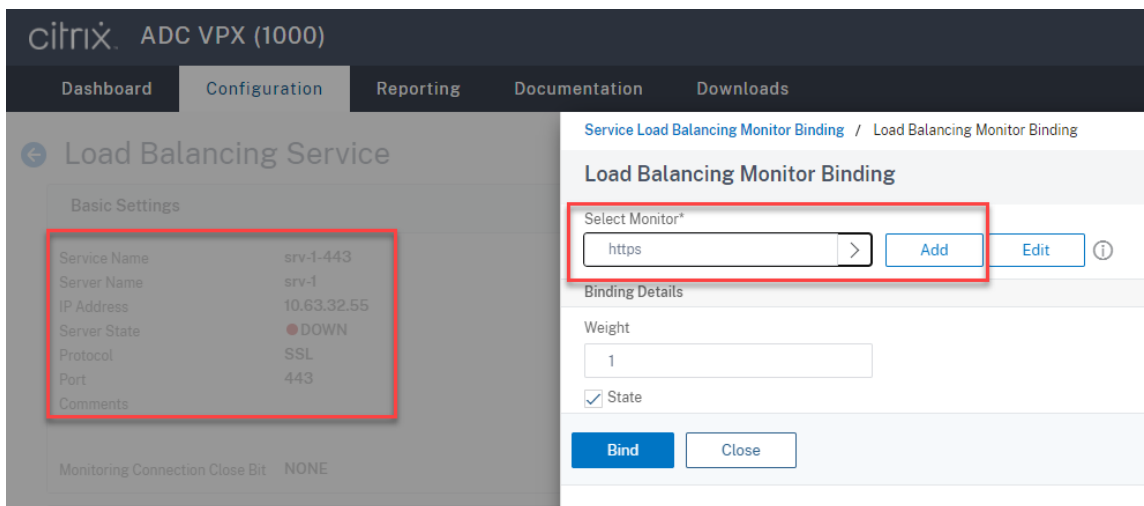 citrix. ADC VPX (1000)
Dashboard Configuration Reporting Documentation Downloads
Load Balancing Service
Basic Settings
Service Name srv-1-443
Server Name srv-1
IP Address 10.63.32.55
Server State DOWN
Protocol SSL
Port 443
Comments
Monitoring Connection Close Bit NONE
Service Load Balancing Monitor Binding / Load Balancing Monitor Binding
Load Balancing Monitor Binding
Select Monitor*
https > Add Edit
Binding Details
Weight
1
State
Bind Close